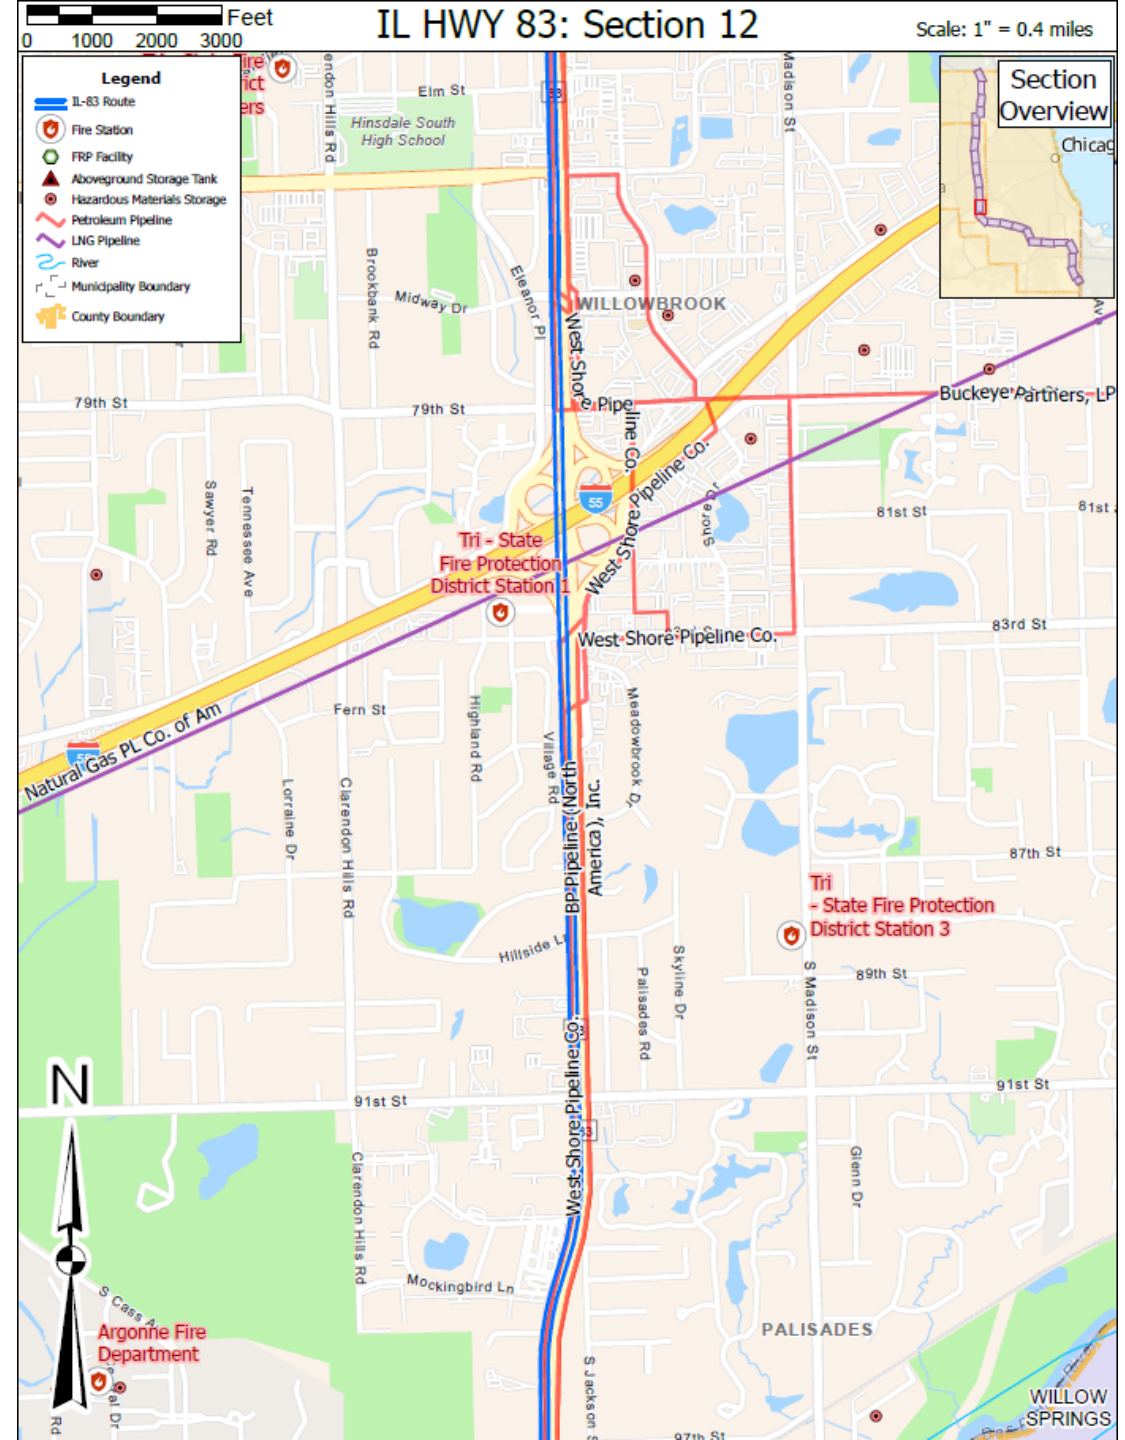 Feet
0 1000 2000 3000
IL HWY 83: Section 12
Scale: 1" = 0.4 miles
Legend
IL-83 Route
Fire Station
FRP Facility
Aboveground Storage Tank
Hazardous Materials Storage
Petroleum Pipeline
LNG Pipeline
River
Municipality Boundary
County Boundary
Section
Overview
Chicag
Elm St
Hinsdale South
High School
endon Hills Rd
Madison St
Brookbank Rd
Midway Dr
Eleanor Pl
WILLOWBROOK
West Shore Pipeline Co.
Buckeye Partners, LP
79th St
79th St
Sawyer Rd
Tennessee Ave
55
West Shore Pipeline Co.
Shore Dr
81st St
81st
Tri - State
Fire Protection
District Station 1
83rd St
West Shore Pipeline Co.
Natural Gas PL Co. of Am
Fern St
Highland Rd
Village Rd
Meadowbrook Dr
BP Pipeline (North
America), Inc.
Lorraine Dr
Clarendon Hills Rd
87th St
Tri
- State Fire Protection
District Station 3
Hillside Ln
Palisades Rd
Skyline Dr
89th St
S Madison St
N
91st St
91st St
West Shore Pipeline Co.
Clarendon Hills Rd
Glenn Dr
Mockingbird Ln
S Cass A
Argonne Fire
Department
PALISADES
S Jackson S
WILLOW
SPRINGS
Rd
97th St